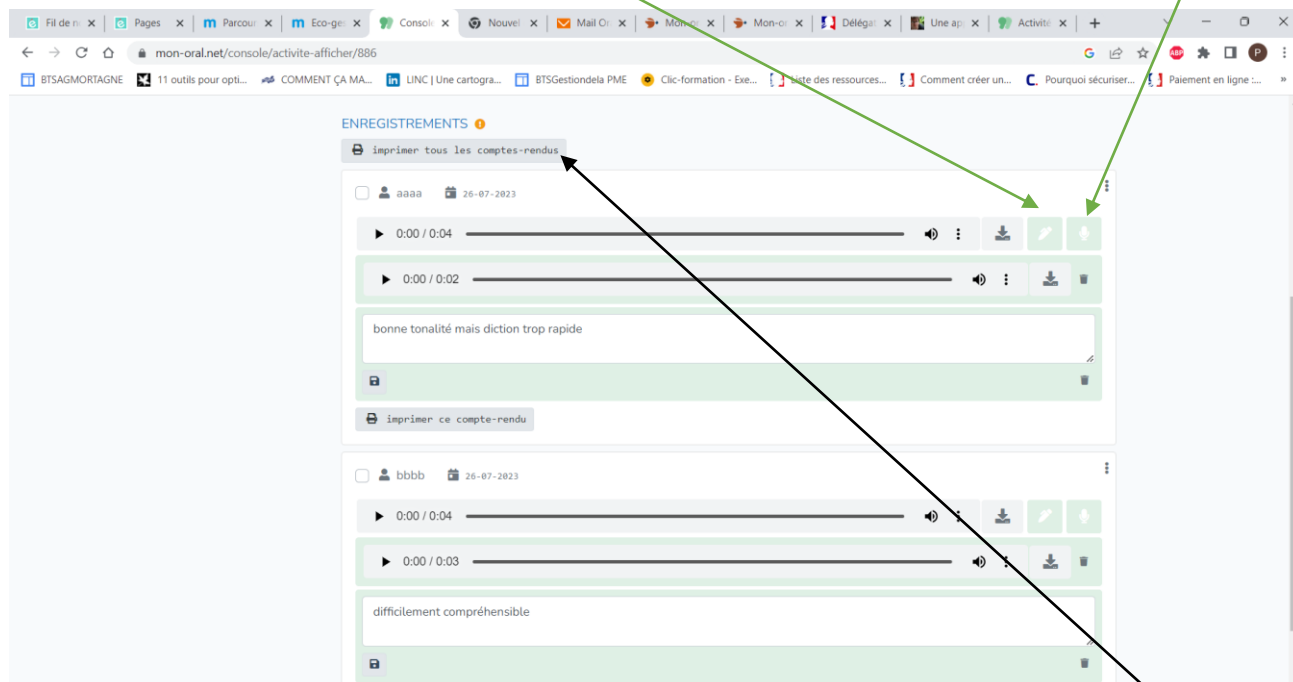 Fil de n
Pages
Parcour
Eco-ges
Console
Nouvel
Mail Or
Mon-or
Mon-or
Délégat
Une ap
Activité
mon-oral.net/console/activite-afficher/886
BTSAGMORTAGNE
11 outils pour opti...
COMMENT ÇA MA...
LINC | Une cartogra...
BTSGestiondela PME
Clic-formation - Exe...
Liste des ressources...
Comment créer un...
Pourquoi sécuriser...
Paiement en ligne :...
»
ENREGISTREMENTS
imprimer tous les comptes-rendus
aaaa 26-07-2023
0:00 / 0:04
0:00 / 0:02
bonne tonalité mais diction trop rapide
imprimer ce compte-rendu
bbbb 26-07-2023
0:00 / 0:04
0:00 / 0:03
difficilement compréhensible